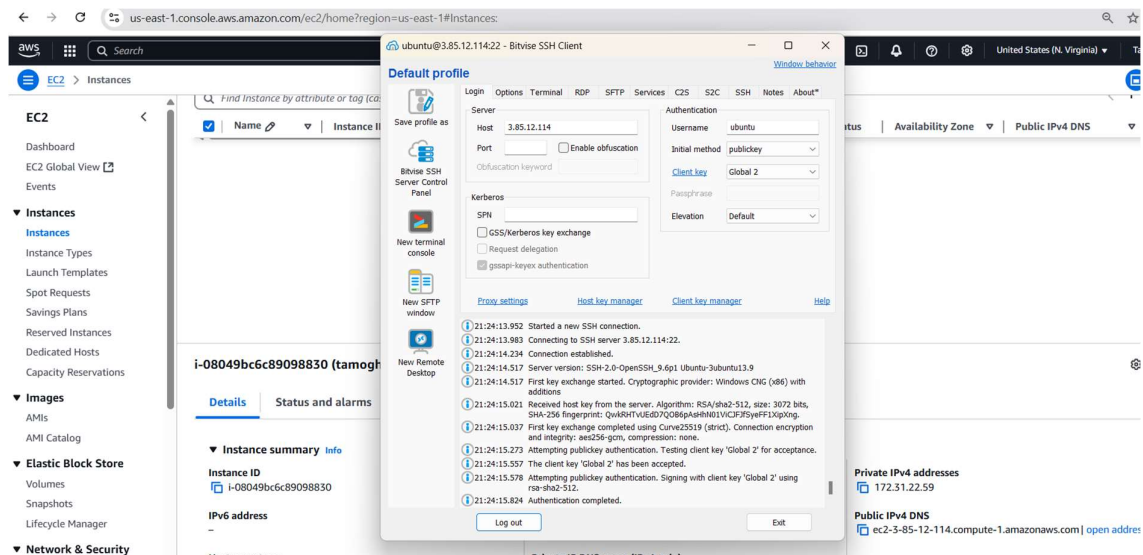 us-east-1.console.aws.amazon.com/ec2/home?region=us-east-1#Instances:
aws
Search
United States (N. Virginia)
EC2 > Instances
EC2
Dashboard
EC2 Global View
Events
Instances
Instances
Instance Types
Launch Templates
Spot Requests
Savings Plans
Reserved Instances
Dedicated Hosts
Capacity Reservations
Images
AMIs
AMI Catalog
Elastic Block Store
Volumes
Snapshots
Lifecycle Manager
Network & Security
Find Instance by attribute or tag (ca
Name
Instance I
tus
Availability Zone
Public IPv4 DNS
i-08049bc6c89098830 (tamogh
Details
Status and alarms
Instance summary Info
Instance ID
i-08049bc6c89098830
IPv6 address
–
Private IPv4 addresses
172.31.22.59
Public IPv4 DNS
ec2-3-85-12-114.compute-1.amazonaws.com | open addres
ubuntu@3.85.12.114:22 - Bitvise SSH Client
Default profile
Window behavior
Save profile as
Bitvise SSH
Server Control
Panel
New terminal
console
New SFTP
window
New Remote
Desktop
Login Options Terminal RDP SFTP Services C2S S2C SSH Notes About*
Server
Host 3.85.12.114
Port Enable obfuscation
Obfuscation keyword
Kerberos
SPN
GSS/Kerberos key exchange
Request delegation
gssapi-keyex authentication
Authentication
Username ubuntu
Initial method publickey
Client key Global 2
Passphrase
Elevation Default
Proxy settings Host key manager Client key manager Help
21:24:13.952 Started a new SSH connection.
21:24:13.983 Connecting to SSH server 3.85.12.114:22.
21:24:14.234 Connection established.
21:24:14.517 Server version: SSH-2.0-OpenSSH_9.6p1 Ubuntu-3ubuntu13.9
21:24:14.517 First key exchange started. Cryptographic provider: Windows CNG (x86) with
additions
21:24:15.021 Received host key from the server. Algorithm: RSA/sha2-512, size: 3072 bits,
SHA-256 fingerprint:
21:24:15.037 First key exchange completed using Curve25519 (strict). Connection encryption
and integrity: aes256-gcm, compression: none.
21:24:15.273 Attempting publickey authentication. Testing client key 'Global 2' for acceptance.
21:24:15.557 The client key 'Global 2' has been accepted.
21:24:15.578 Attempting publickey authentication. Signing with client key 'Global 2' using
rsa-sha2-512.
21:24:15.824 Authentication completed.
Log out
Exit